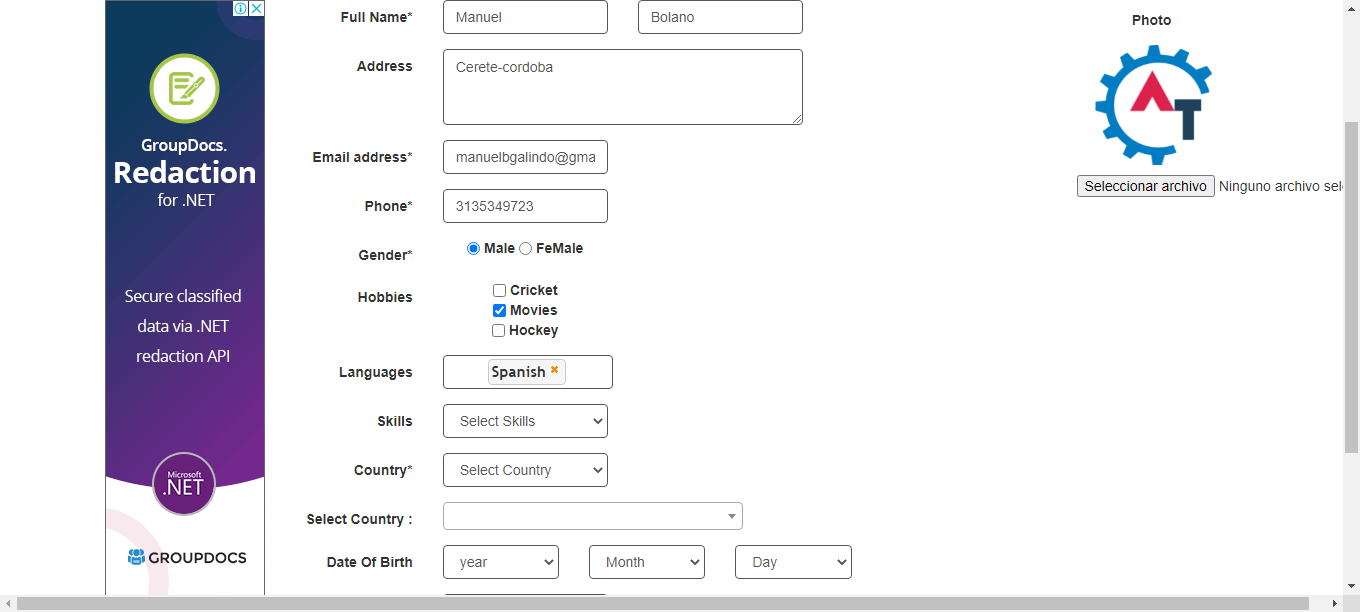 GroupDocs.
Redaction
for .NET
Secure classified
data via .NET
redaction API
Microsoft
.NET
GROUPDOCS
Full Name*
Manuel
Bolano
Address
Cerete-cordoba
Email address*
manuelbgalindo@gma
Phone*
3135349723
Gender*
Male FeMale
Hobbies
Cricket
Movies
Hockey
Languages
Spanish
Skills
Select Skills
Country*
Select Country
Select Country :
Date Of Birth
year
Month
Day
Photo
AT
Seleccionar archivo Ninguno archivo sel